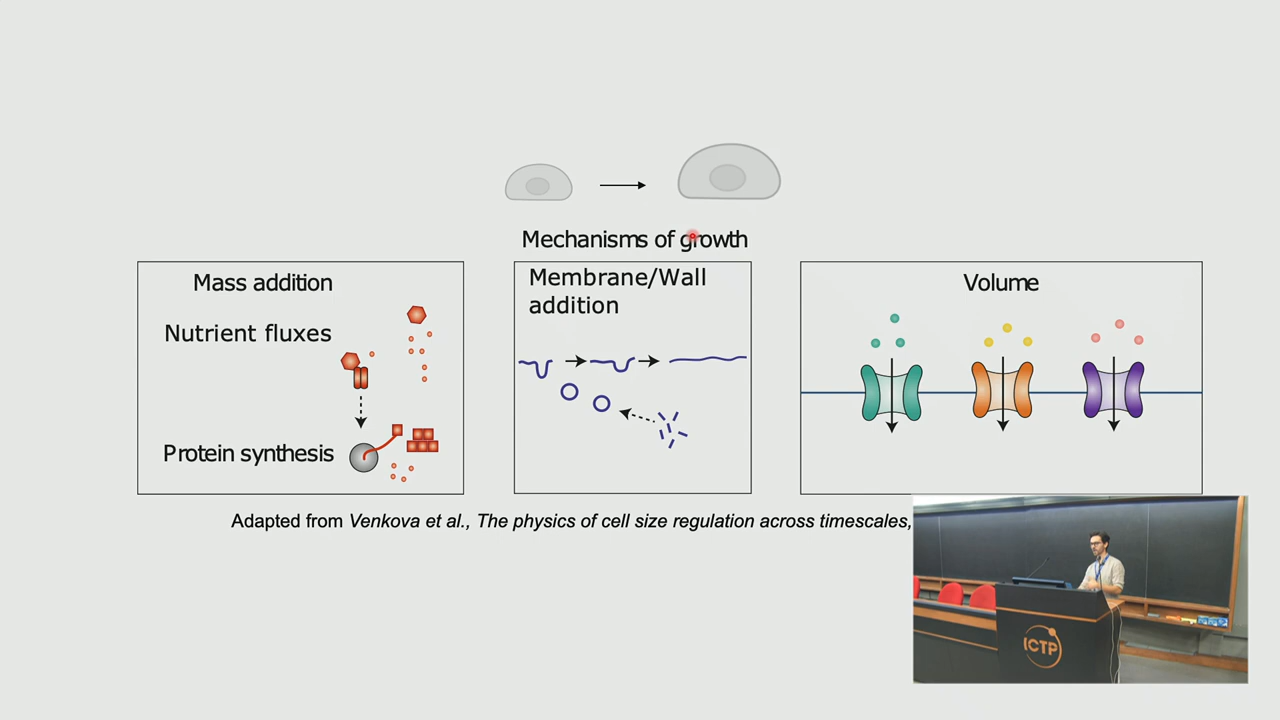 Mechanisms of growth
Mass addition
Nutrient fluxes
Protein synthesis
Membrane/Wall
addition
Volume
Adapted from Venkova et al., The physics of cell size regulation across timescales,
ICTP